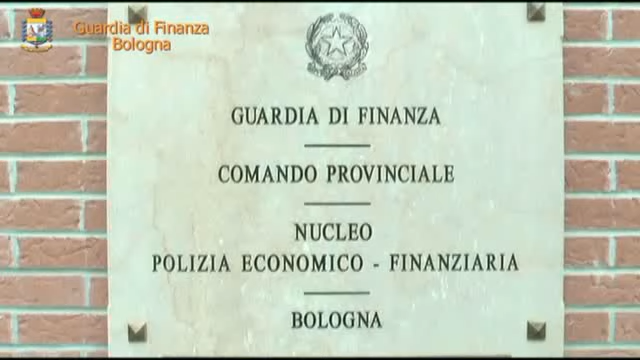 Guardia di Finanza
Bologna
GUARDIA DI FINANZA
COMANDO PROVINCIALE
NUCLEO
POLIZIA ECONOMICO - FINANZIARIA
BOLOGNA